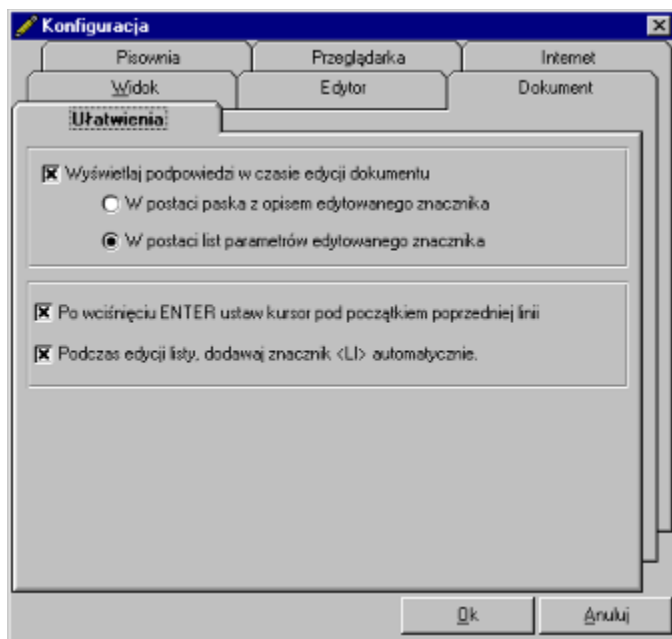 Konfiguracja
Pisownia Przeglądarka Internet
Widok Edytor Dokument
Ułatwienia
Wyświetlaj podpowiedzi w czasie edycji dokumentu
W postaci paska z opisem edytowanego znacznika
W postaci list parametrów edytowanego znacznika
Po wciśnięciu ENTER ustaw kursor pod początkiem poprzedniej linii
Podczas edycji listy, dodawaj znacznik <LI> automatycznie.
Ok Anuluj